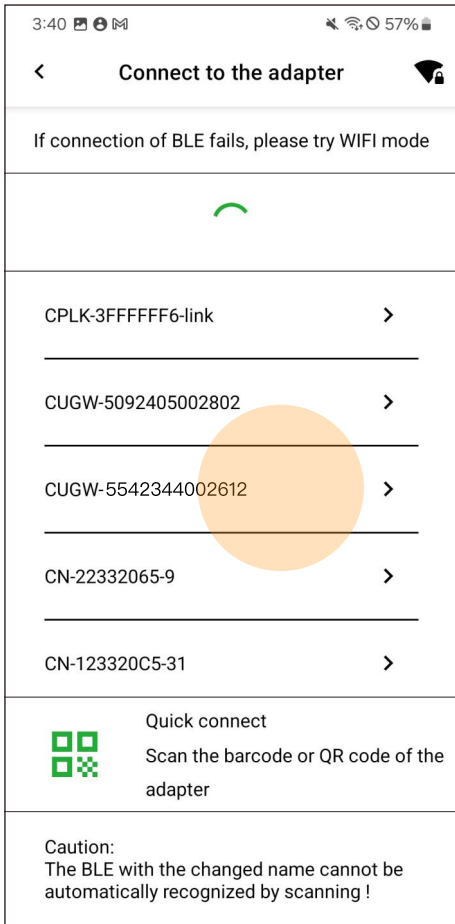 3:40 57%
Connect to the adapter
If connection of BLE fails, please try WIFI mode
CPLK-3FFFFFF6-link
CUGW-5092405002802
CUGW-5542344002612
CN-22332065-9
CN-123320C5-31
Quick connect
Scan the barcode or QR code of the
adapter
Caution:
The BLE with the changed name cannot be
automatically recognized by scanning !